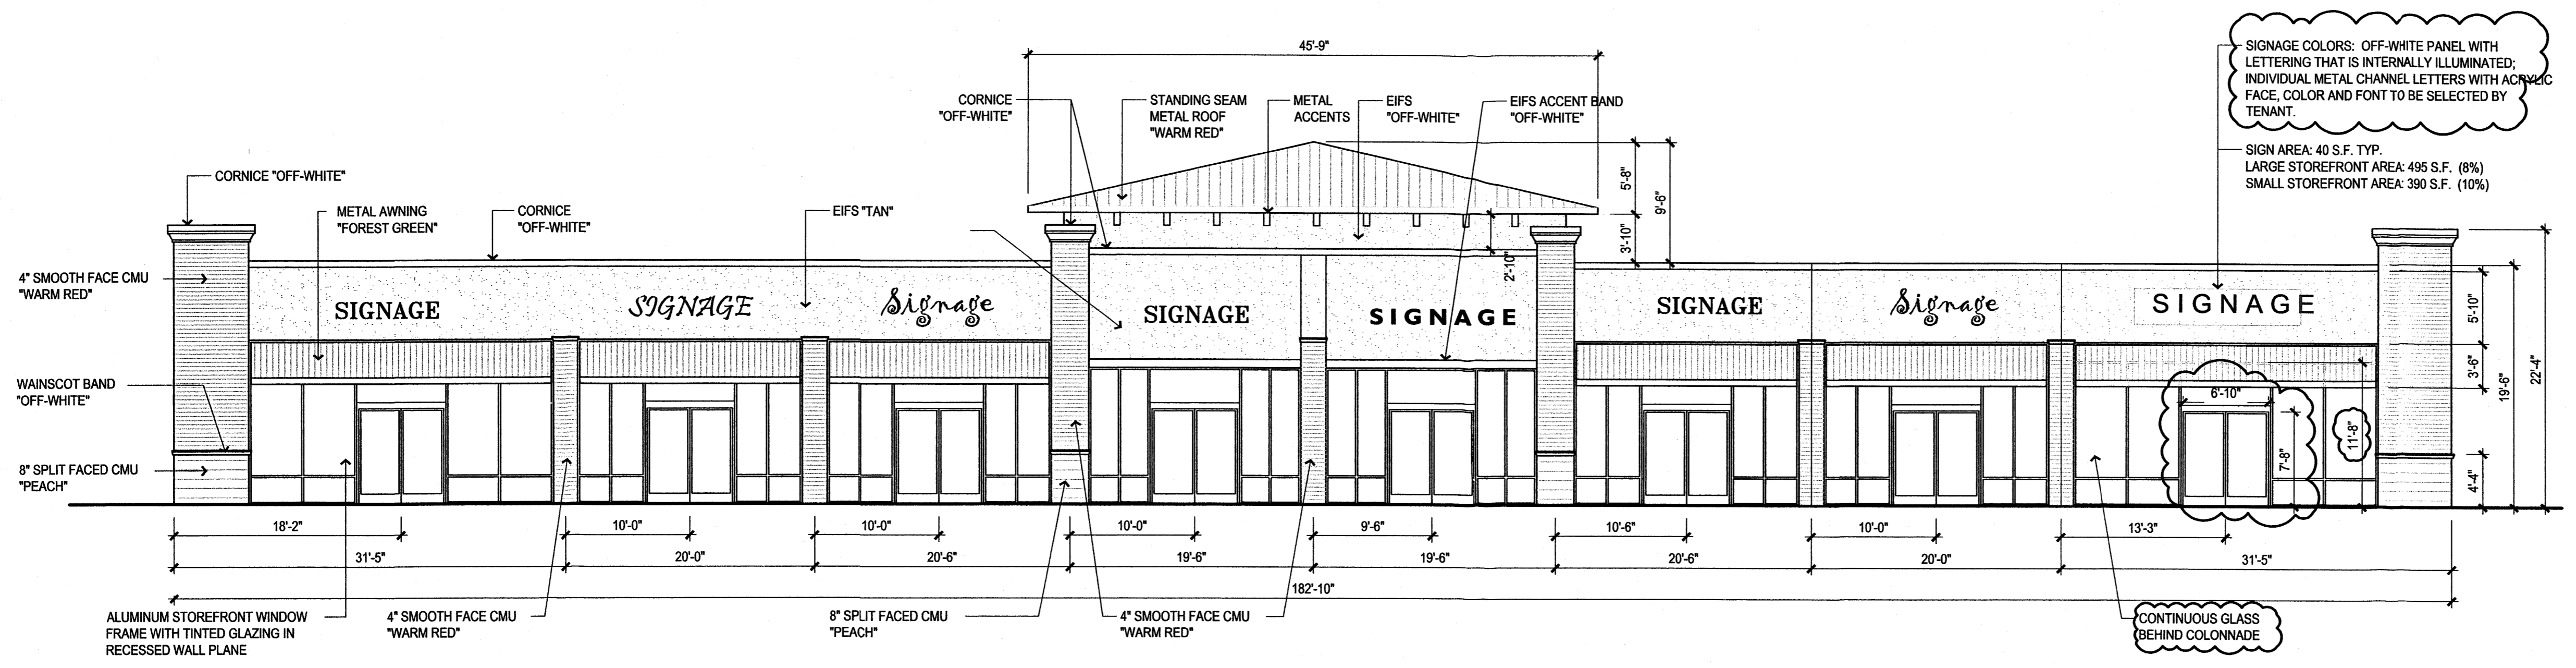 45'-9"
SIGNAGE COLORS: OFF-WHITE PANEL WITH
LETTERING THAT IS INTERNALLY ILLUMINATED;
INDIVIDUAL METAL CHANNEL LETTERS WITH ACRYLIC
FACE, COLOR AND FONT TO BE SELECTED BY
TENANT.
SIGN AREA: 40 S.F. TYP.
LARGE STOREFRONT AREA: 495 S.F. (8%)
SMALL STOREFRONT AREA: 390 S.F. (10%)
CORNICE
"OFF-WHITE"
STANDING SEAM
METAL ROOF
"WARM RED"
METAL
ACCENTS
EIFS
"OFF-WHITE"
EIFS ACCENT BAND
"OFF-WHITE"
CORNICE "OFF-WHITE"
METAL AWNING
"FOREST GREEN"
CORNICE
"OFF-WHITE"
EIFS "TAN"
5'-8"
9'-6"
3'-10"
2'-10"
4" SMOOTH FACE CMU
"WARM RED"
SIGNAGE
SIGNAGE
Signage
SIGNAGE
SIGNAGE
SIGNAGE
Signage
SIGNAGE
5'-10"
3'-6"
19'-6"
22'-4"
4'-4"
WAINSCOT BAND
"OFF-WHITE"
8" SPLIT FACED CMU
"PEACH"
6'-10"
7'-8"
11'-8"
18'-2"
10'-0"
10'-0"
10'-0"
9'-6"
10'-6"
10'-0"
13'-3"
31'-5"
20'-0"
20'-6"
19'-6"
19'-6"
20'-6"
20'-0"
31'-5"
182'-10"
ALUMINUM STOREFRONT WINDOW
FRAME WITH TINTED GLAZING IN
RECESSED WALL PLANE
4" SMOOTH FACE CMU
"WARM RED"
8" SPLIT FACED CMU
"PEACH"
4" SMOOTH FACE CMU
"WARM RED"
CONTINUOUS GLASS
BEHIND COLONNADE